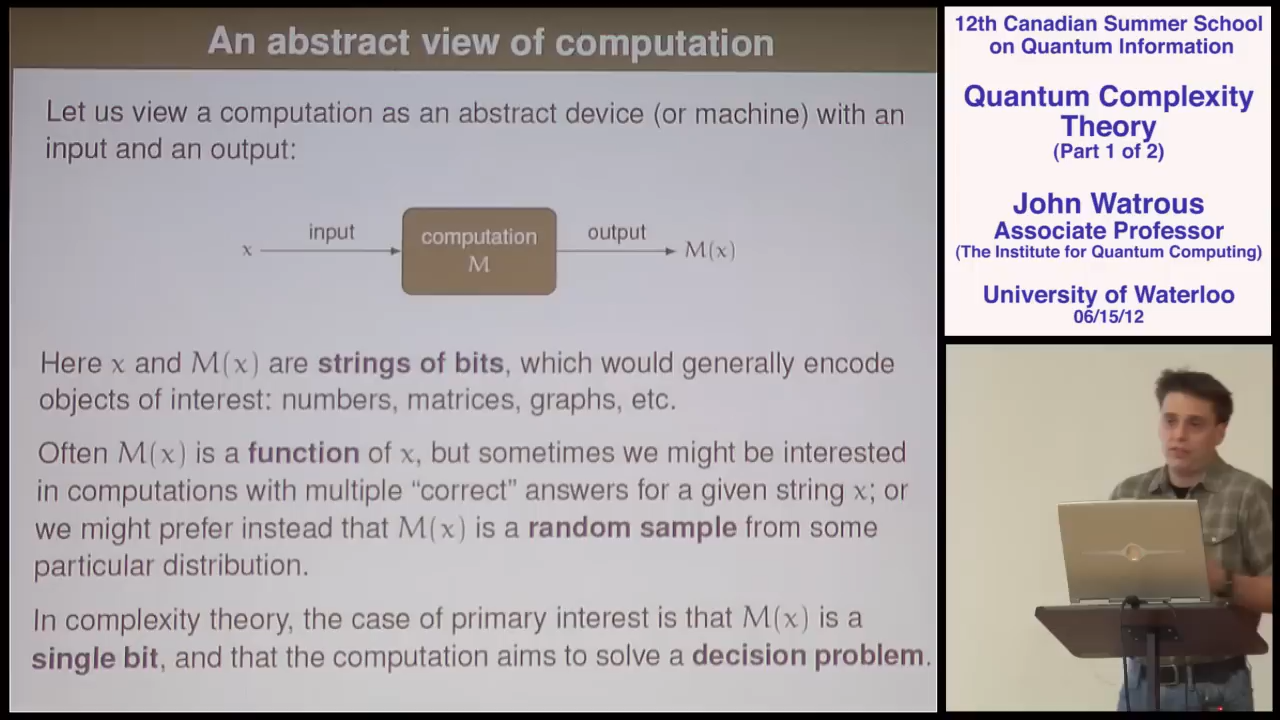 An abstract view of computation
Let us view a computation as an abstract device (or machine) with an
input and an output:
x
input
computation
M
output
M(x)
Here x and M(x) are strings of bits, which would generally encode
objects of interest: numbers, matrices, graphs, etc.
Often M(x) is a function of x, but sometimes we might be interested
in computations with multiple “correct” answers for a given string x; or
we might prefer instead that M(x) is a random sample from some
particular distribution.
In complexity theory, the case of primary interest is that M(x) is a
single bit, and that the computation aims to solve a decision problem.
12th Canadian Summer School
on Quantum Information
Quantum Complexity
Theory
(Part 1 of 2)
John Watrous
Associate Professor
(The Institute for Quantum Computing)
University of Waterloo
06/15/12